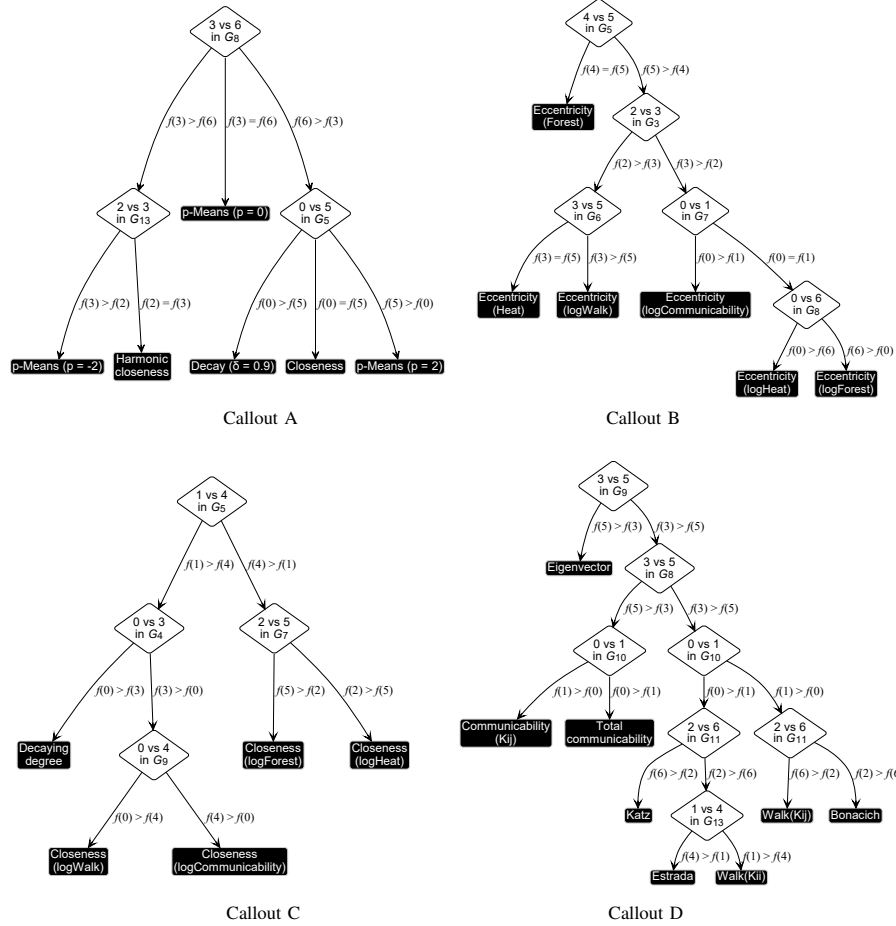 3 vs 6
in G8
f(3) > f(6)
f(3) = f(6)
f(6) > f(3)
2 vs 3
in G13
p-Means (p = 0)
0 vs 5
in G5
f(3) > f(2)
f(2) = f(3)
f(0) > f(5)
f(0) = f(5)
f(5) > f(0)
p-Means (p = -2)
Harmonic
closeness
Decay (δ = 0.9)
Closeness
p-Means (p = 2)
Callout A
4 vs 5
in G5
f(4) = f(5)
f(5) > f(4)
Eccentricity
(Forest)
2 vs 3
in G3
f(2) > f(3)
f(3) > f(2)
3 vs 5
in G6
0 vs 1
in G7
f(3) = f(5)
f(3) > f(5)
f(0) > f(1)
f(0) = f(1)
Eccentricity
(Heat)
Eccentricity
(logWalk)
Eccentricity
(logCommunicability)
0 vs 6
in G8
f(0) > f(6)
f(6) > f(0)
Eccentricity
(logHeat)
Eccentricity
(logForest)
Callout B
1 vs 4
in G5
f(1) > f(4)
f(4) > f(1)
0 vs 3
in G4
2 vs 5
in G7
f(0) > f(3)
f(3) > f(0)
f(5) > f(2)
f(2) > f(5)
Decaying
degree
0 vs 4
in G9
Closeness
(logForest)
Closeness
(logHeat)
f(0) > f(4)
f(4) > f(0)
Closeness
(logWalk)
Closeness
(logCommunicability)
Callout C
3 vs 5
in G9
f(5) > f(3)
f(3) > f(5)
Eigenvector
3 vs 5
in G8
f(5) > f(3)
f(3) > f(5)
0 vs 1
in G10
0 vs 1
in G10
f(1) > f(0)
f(0) > f(1)
f(0) > f(1)
f(1) > f(0)
Communicability
(Kij)
Total
communicability
2 vs 6
in G11
2 vs 6
in G11
f(6) > f(2)
f(2) > f(6)
f(6) > f(2)
f(2) > f(6
Katz
1 vs 4
in G13
Walk(Kij)
Bonacich
f(4) > f(1)
f(1) > f(4)
Estrada
Walk(Kii)
Callout D